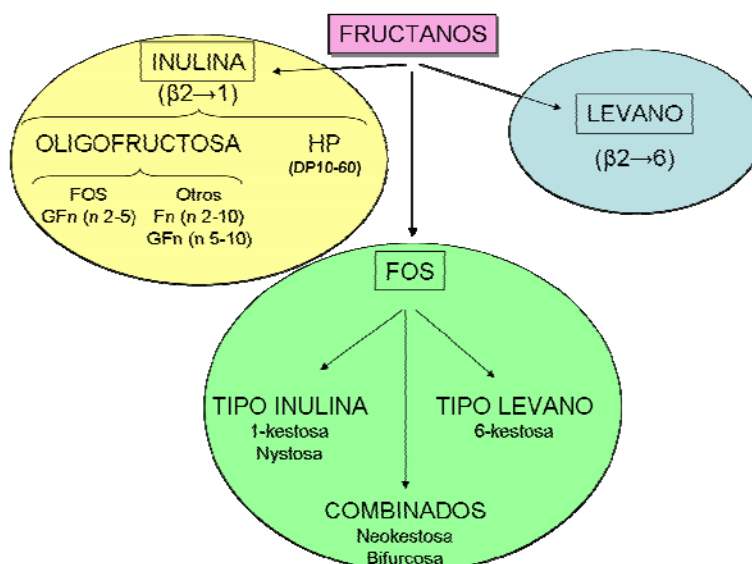 FRUCTANOS
INULINA
(β2→1)
OLIGOFRUCTOSA
HP
(DP10-60)
FOS
GFn (n 2-5)
Otros
Fn (n 2-10)
GFn (n 5-10)
LEVANO
(β2→6)
FOS
TIPO INULINA
1-kestosa
Nystosa
TIPO LEVANO
6-kestosa
COMBINADOS
Neokestosa
Bifurcosa